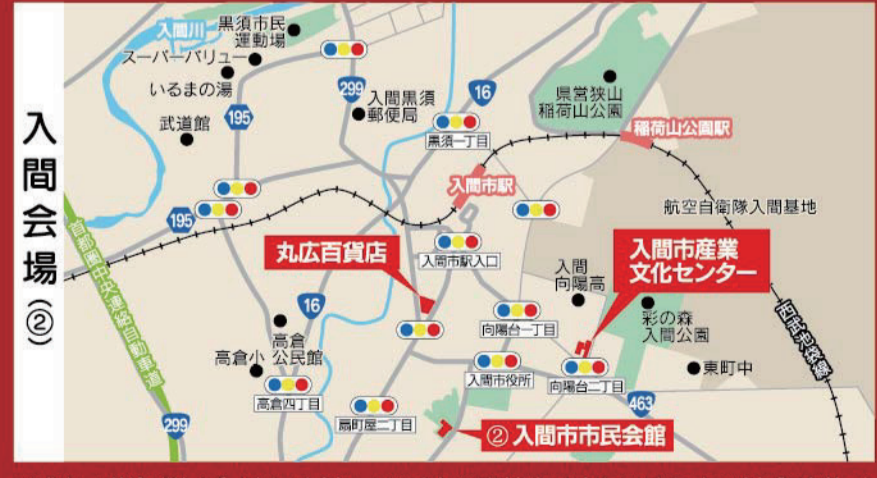 入間会場(②)
入間川
黒須市民
運動場
スーパーバリュー
いるまの湯
武道館
195
299
入間黒須
郵便局
16
黒須一丁目
県営狭山
稲荷山公園
稲荷山公園駅
入間市駅
195
航空自衛隊入間基地
首都圏中央連絡自動車道
丸広百貨店
入間市駅入口
入間
向陽高
入間市産業
文化センター
16
高倉
公民館
高倉小
向陽台一丁目
彩の森
入間公園
西武池袋線
高倉四丁目
入間市役所
向陽台二丁目
東町中
299
扇町屋二丁目
463
②入間市市民会館